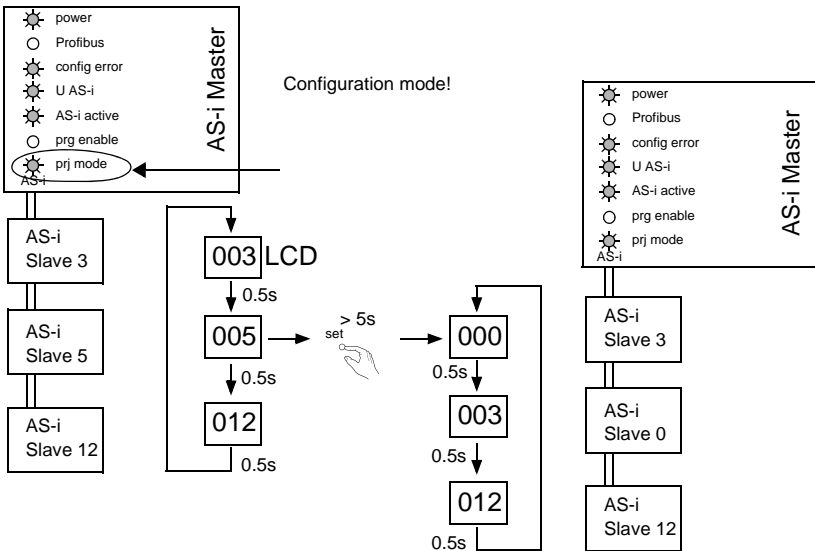 power
Profibus
config error
U AS-i
AS-i active
prg enable
prj mode
AS-i
AS-i Master
Configuration mode!
AS-i
Slave 3
AS-i
Slave 5
AS-i
Slave 12
003 LCD
0.5s
005
0.5s
012
0.5s
> 5s
set
000
0.5s
003
0.5s
012
0.5s
power
Profibus
config error
U AS-i
AS-i active
prg enable
prj mode
AS-i
AS-i Master
AS-i
Slave 3
AS-i
Slave 0
AS-i
Slave 12